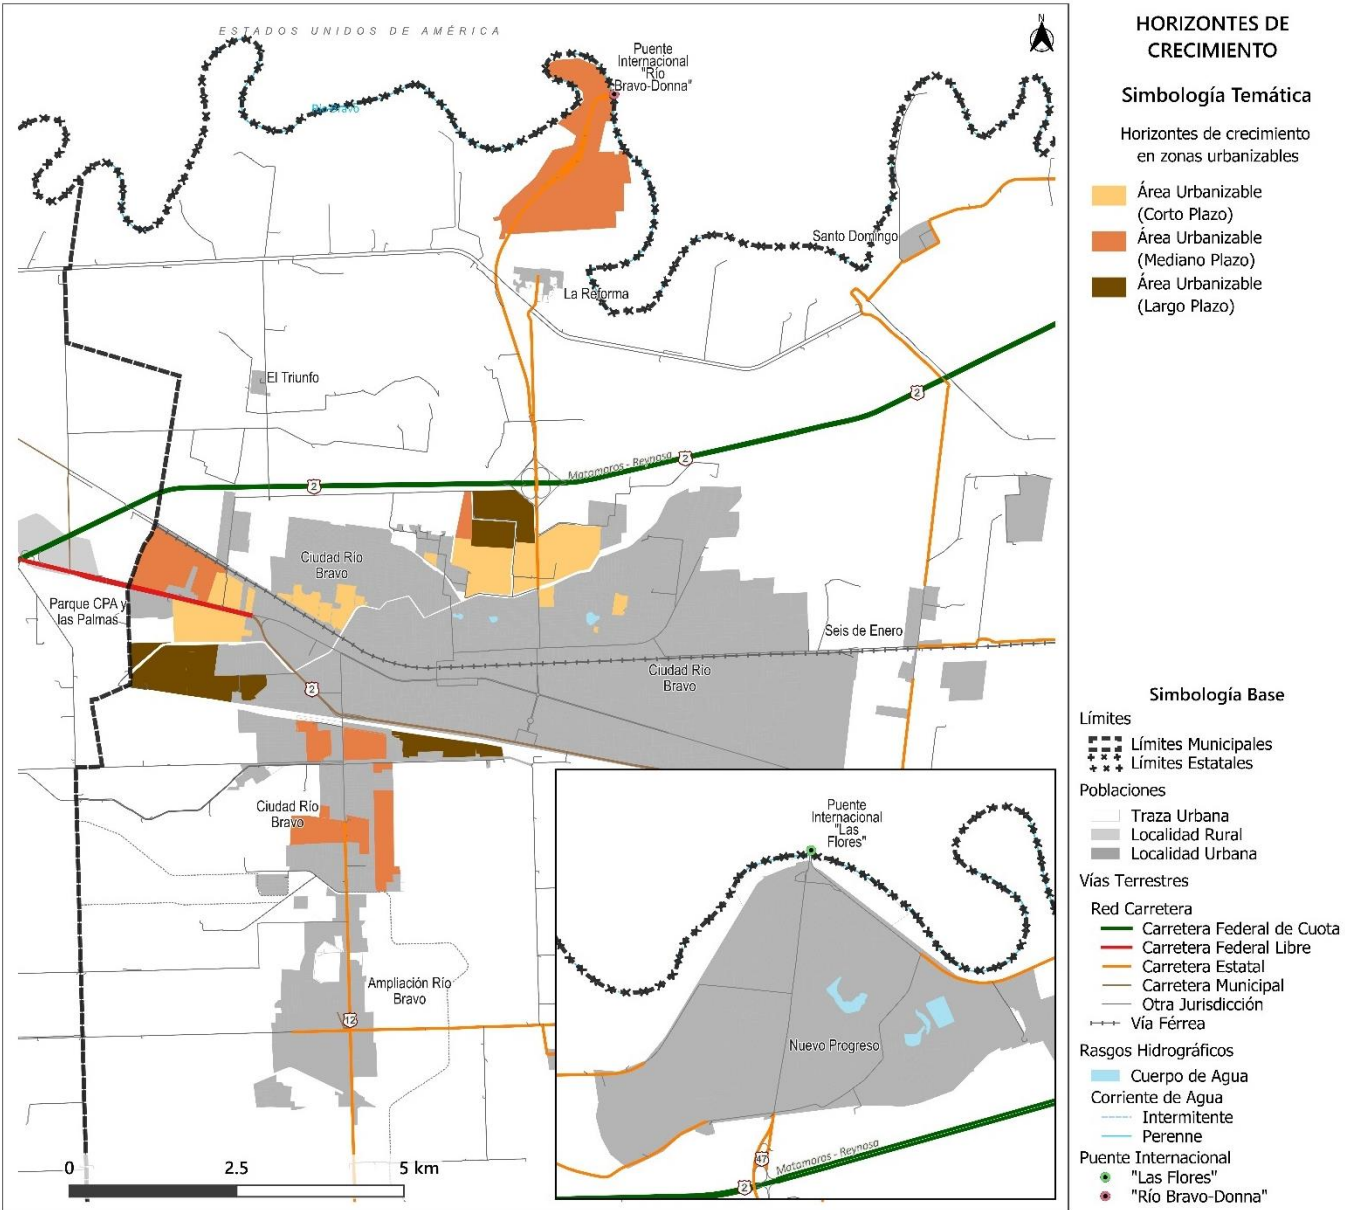 ESTADOS UNIDOS DE AMÉRICA
N
Puente
Internacional
"Río
Bravo-Donna"
Río Bravo
Santo Domingo
La Reforma
El Triunfo
2
2
Matamoros - Reynosa
2
Ciudad Río
Bravo
Parque CPA y
las Palmas
Seis de Enero
Ciudad Río
Bravo
2
Ciudad Río
Bravo
Ampliación Río
Bravo
12
0
2.5
5 km
Puente
Internacional
"Las
Flores"
Nuevo Progreso
47
Matamoros - Reynosa
2
HORIZONTES DE
CRECIMIENTO
Simbología Temática
Horizontes de crecimiento
en zonas urbanizables
Área Urbanizable
(Corto Plazo)
Área Urbanizable
(Mediano Plazo)
Área Urbanizable
(Largo Plazo)
Simbología Base
Límites
Límites Municipales
Límites Estatales
Poblaciones
Traza Urbana
Localidad Rural
Localidad Urbana
Vías Terrestres
Red Carretera
Carretera Federal de Cuota
Carretera Federal Libre
Carretera Estatal
Carretera Municipal
Otra Jurisdicción
Vía Férrea
Rasgos Hidrográficos
Cuerpo de Agua
Corriente de Agua
Intermitente
Perenne
Puente Internacional
"Las Flores"
"Río Bravo-Donna"